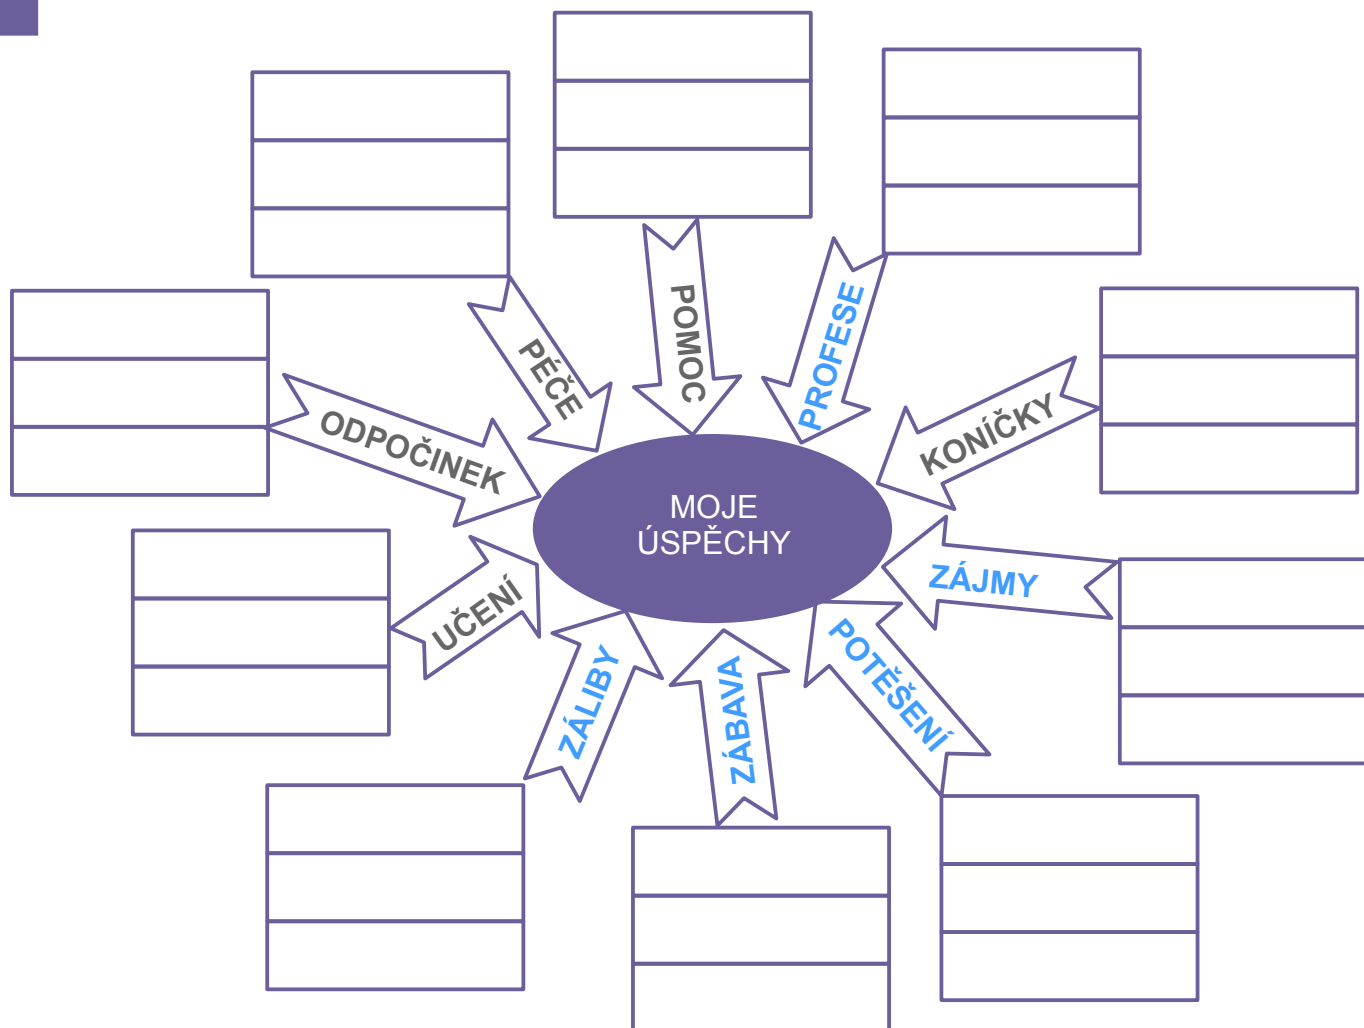 POMOC
PROFESE
PÉČE
KONÍČKY
ODPOČINEK
MOJE
ÚSPĚCHY
ZÁJMY
UČENÍ
POTĚŠENÍ
ZÁLIBY
ZÁBAVA